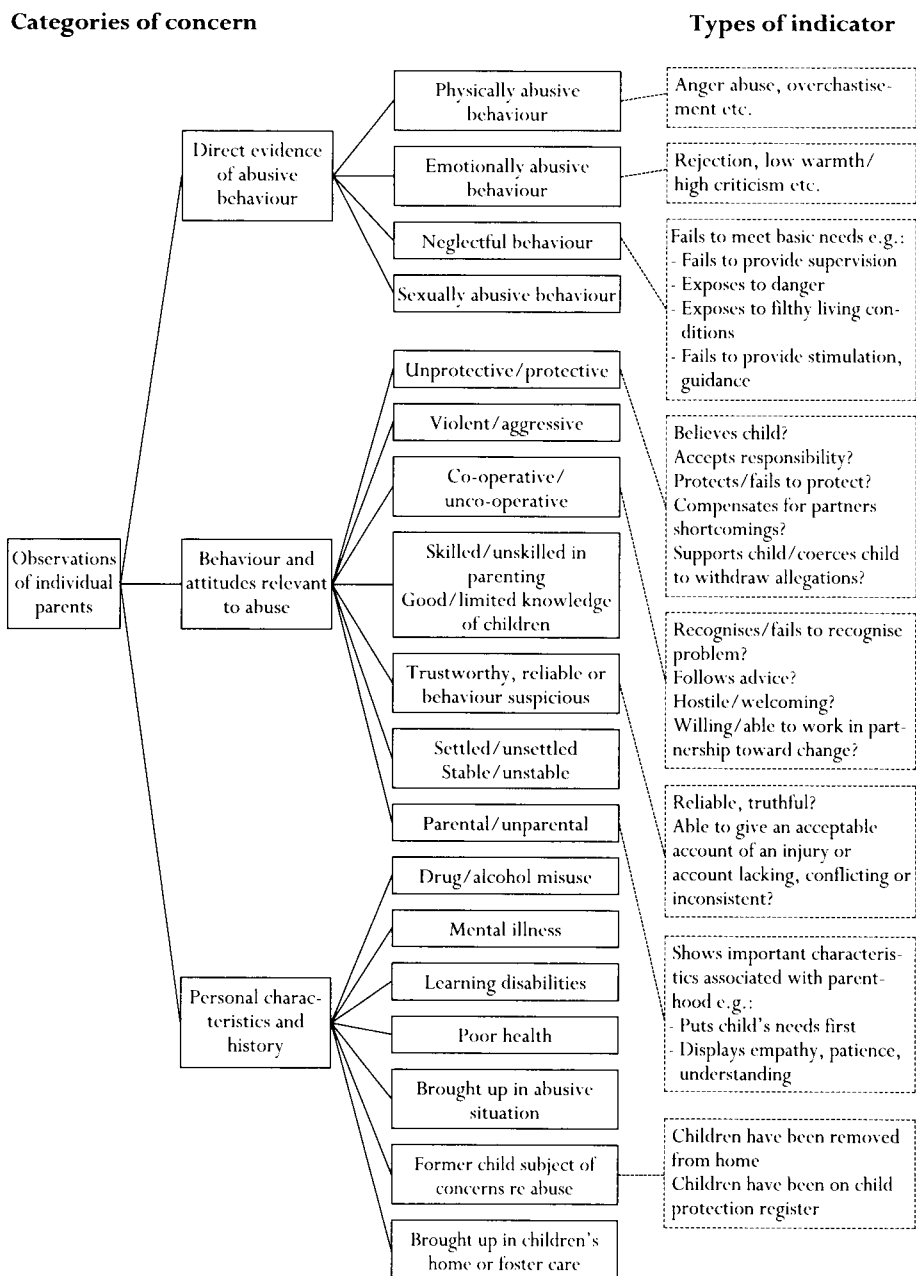 Categories of concern
Types of indicator
Observations
of individual
parents
Direct evidence
of abusive
behaviour
Physically abusive
behaviour
Emotionally abusive
behaviour
Neglectful behaviour
Sexually abusive behaviour
Anger abuse, overchastise-
ment etc.
Rejection, low warmth/
high criticism etc.
Fails to meet basic needs e.g.:
- Fails to provide supervision
- Exposes to danger
- Exposes to filthy living con-
ditions
- Fails to provide stimulation,
guidance
Behaviour and
attitudes relevant
to abuse
Unprotective/protective
Violent/aggressive
Co-operative/
unco-operative
Skilled/unskilled in
parenting
Good/limited knowledge
of children
Trustworthy, reliable or
behaviour suspicious
Settled/unsettled
Stable/unstable
Parental/unparental
Believes child?
Accepts responsibility?
Protects/fails to protect?
Compensates for partners
shortcomings?
Supports child/coerces child
to withdraw allegations?
Recognises/fails to recognise
problem?
Follows advice?
Hostile/welcoming?
Willing/able to work in part-
nership toward change?
Reliable, truthful?
Able to give an acceptable
account of an injury or
account lacking, conflicting or
inconsistent?
Shows important characteris-
tics associated with parent-
hood e.g.:
- Puts child's needs first
- Displays empathy, patience,
understanding
Personal charac-
teristics and
history
Drug/alcohol misuse
Mental illness
Learning disabilities
Poor health
Brought up in abusive
situation
Former child subject of
concerns re abuse
Brought up in children's
home or foster care
Children have been removed
from home
Children have been on child
protection register